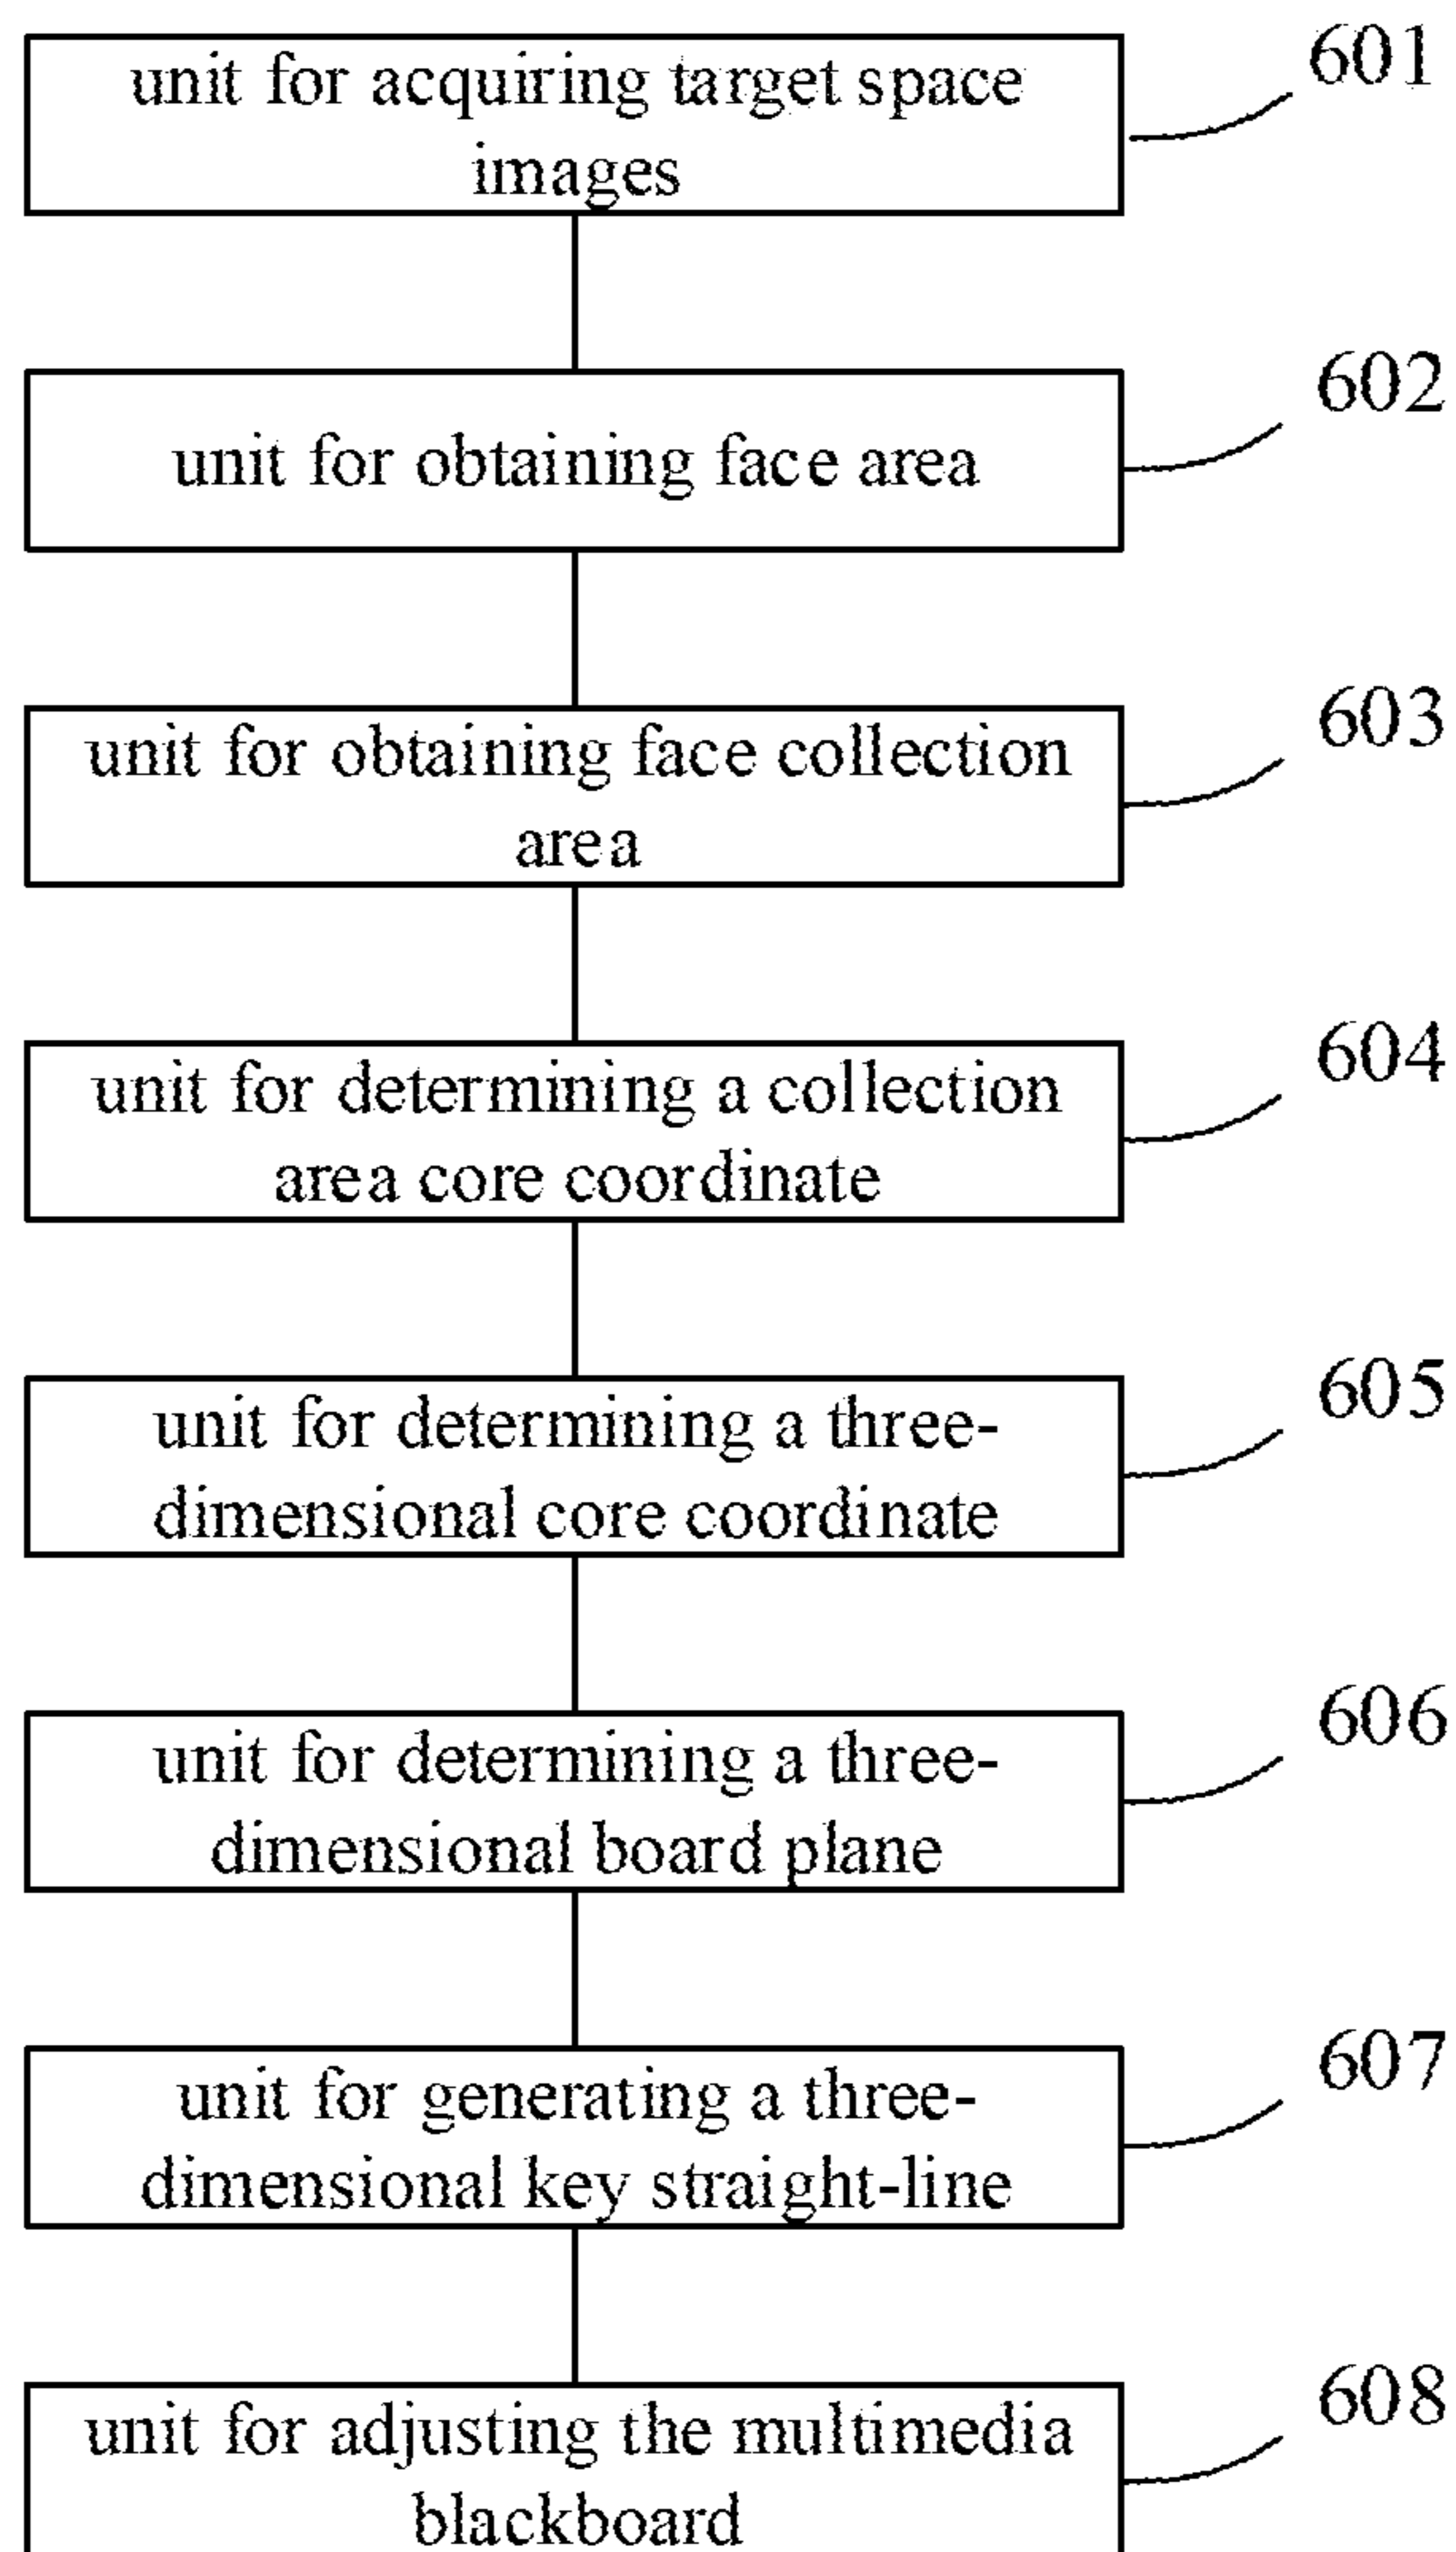 unit for acquiring target space
images
601
unit for obtaining face area
602
unit for obtaining face collection
area
603
unit for determining a collection
area core coordinate
604
unit for determining a three-
dimensional core coordinate
605
unit for determining a three-
dimensional board plane
606
unit for generating a three-
dimensional key straight-line
607
unit for adjusting the multimedia
blackboard
608